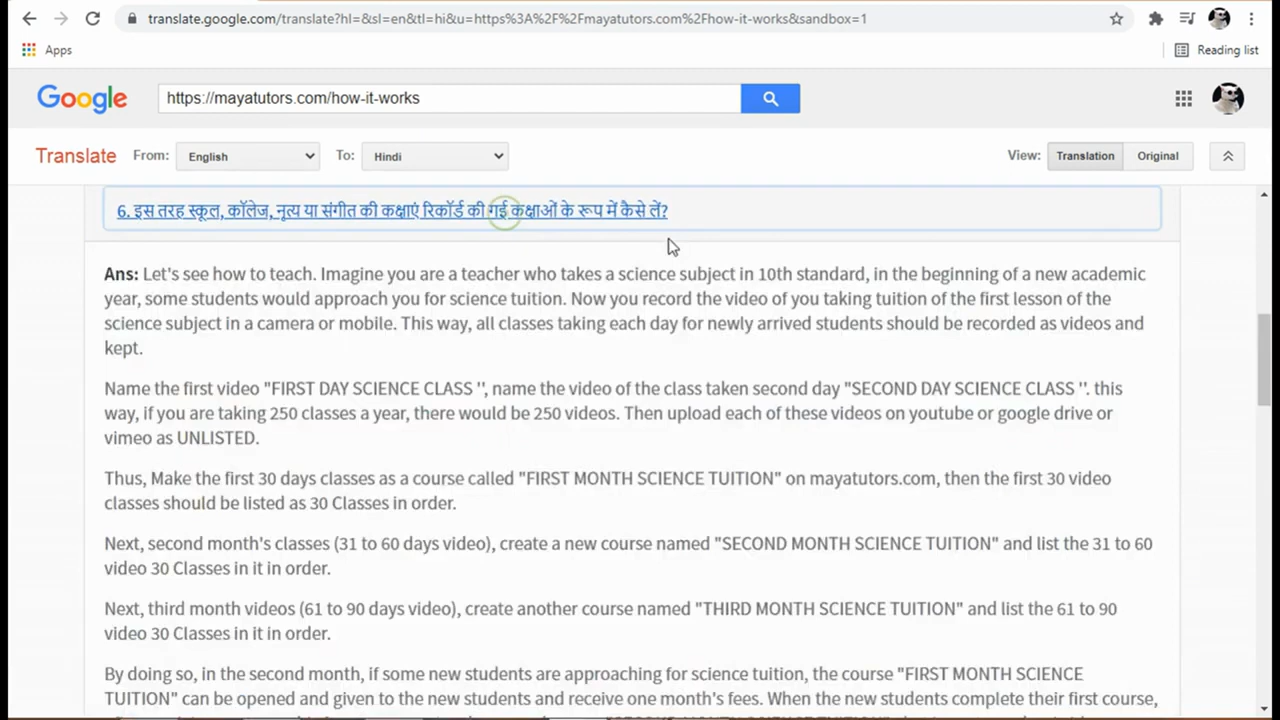 translate.google.com/translate?hl=&sl=en&tl=hi&u=https%3A%2F%2Fmayatutors.com%2Fhow-it-works&sandbox=1
Apps
Reading list
Google
https://mayatutors.com/how-it-works
Translate
From:
English
To:
Hindi
View:
Translation
Original
6. इस तरह स्कूल, कॉलेज, नृत्य या संगीत की कक्षाएं रिकॉर्ड की गई कक्षाओं के रूप में कैसे लें?
Ans: Let's see how to teach. Imagine you are a teacher who takes a science subject in 10th standard, in the beginning of a new academic
year, some students would approach you for science tuition. Now you record the video of you taking tuition of the first lesson of the
science subject in a camera or mobile. This way, all classes taking each day for newly arrived students should be recorded as videos and
kept.
Name the first video "FIRST DAY SCIENCE CLASS '', name the video of the class taken second day "SECOND DAY SCIENCE CLASS ''. this
way, if you are taking 250 classes a year, there would be 250 videos. Then upload each of these videos on youtube or google drive or
vimeo as UNLISTED.
Thus, Make the first 30 days classes as a course called "FIRST MONTH SCIENCE TUITION" on mayatutors.com, then the first 30 video
classes should be listed as 30 Classes in order.
Next, second month's classes (31 to 60 days video), create a new course named "SECOND MONTH SCIENCE TUITION" and list the 31 to 60
video 30 Classes in it in order.
Next, third month videos (61 to 90 days video), create another course named "THIRD MONTH SCIENCE TUITION" and list the 61 to 90
video 30 Classes in it in order.
By doing so, in the second month, if some new students are approaching for science tuition, the course "FIRST MONTH SCIENCE
TUITION" can be opened and given to the new students and receive one month's fees. When the new students complete their first course,